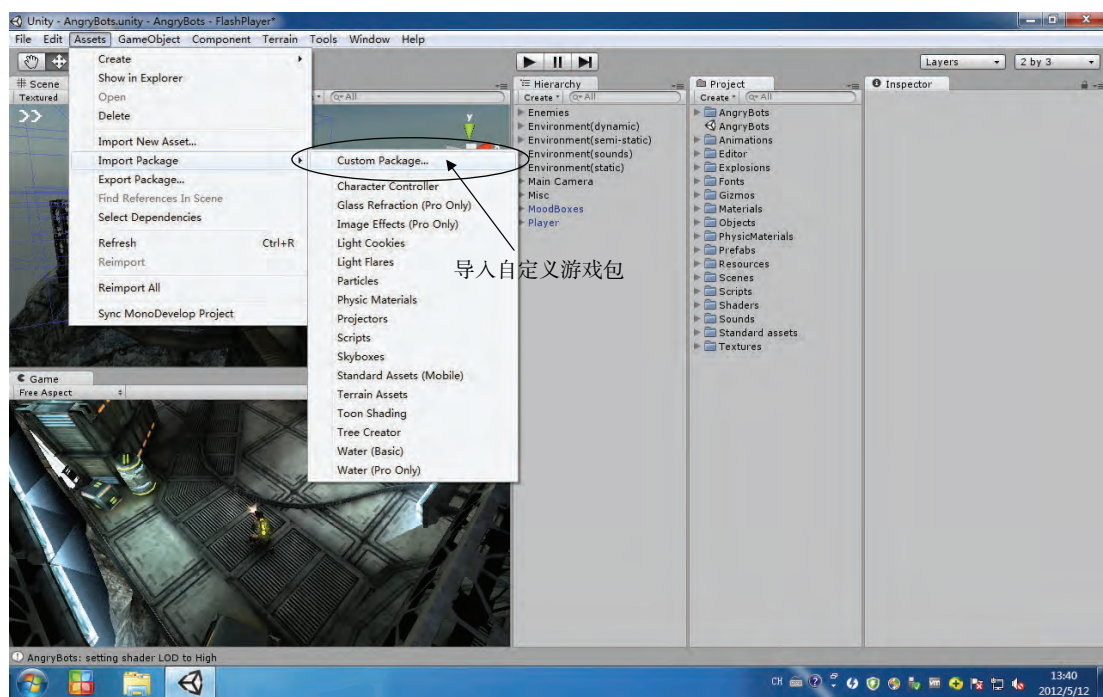 Unity - AngryBots.unity - AngryBots - FlashPlayer*
File Edit Assets GameObject Component Terrain Tools Window Help
Layers
2 by 3
Create
Show in Explorer
Open
Delete
Import New Asset...
Import Package
Export Package...
Find References In Scene
Select Dependencies
Refresh Ctrl+R
Reimport
Reimport All
Sync MonoDevelop Project
Custom Package...
Character Controller
Glass Refraction (Pro Only)
Image Effects (Pro Only)
Light Cookies
Light Flares
Particles
Physic Materials
Projectors
Scripts
Skyboxes
Standard Assets (Mobile)
Terrain Assets
Toon Shading
Tree Creator
Water (Basic)
Water (Pro Only)
导入自定义游戏包
Scene
Textured
All
y
Game
Free Aspect
Hierarchy
Create All
Enemies
Environment(dynamic)
Environment(semi-static)
Environment(sounds)
Environment(static)
Main Camera
Misc
MoodBoxes
Player
Project
Create All
AngryBots
AngryBots
Animations
Editor
Explosions
Fonts
Gizmos
Materials
Objects
PhysicMaterials
Prefabs
Resources
Scenes
Scripts
Shaders
Sounds
Standard assets
Textures
Inspector
AngryBots: setting shader LOD to High
CH
13:40
2012/5/12